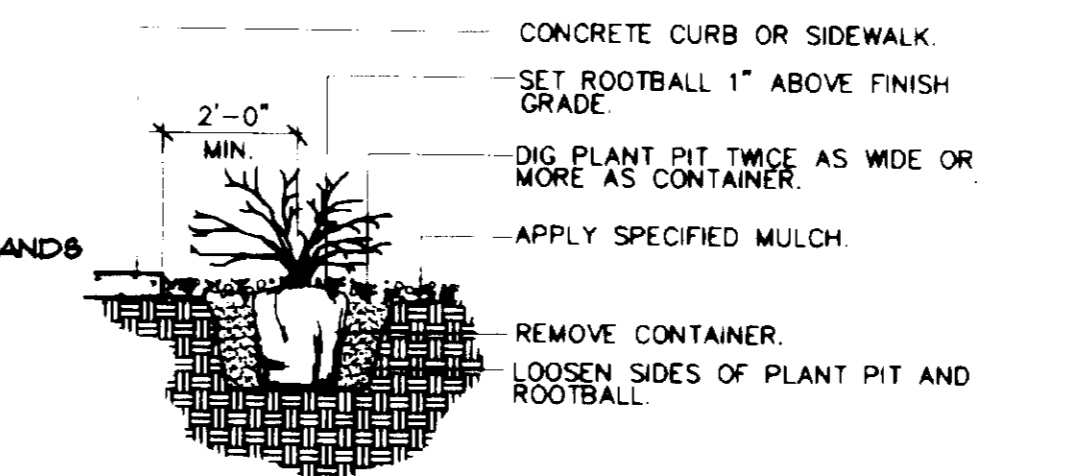 CONCRETE CURB OR SIDEWALK.
SET ROOTBALL 1" ABOVE FINISH
GRADE.
2'-0"
MIN.
DIG PLANT PIT TWICE AS WIDE OR
MORE AS CONTAINER.
ANDS
APPLY SPECIFIED MULCH.
REMOVE CONTAINER.
LOOSEN SIDES OF PLANT PIT AND
ROOTBALL.